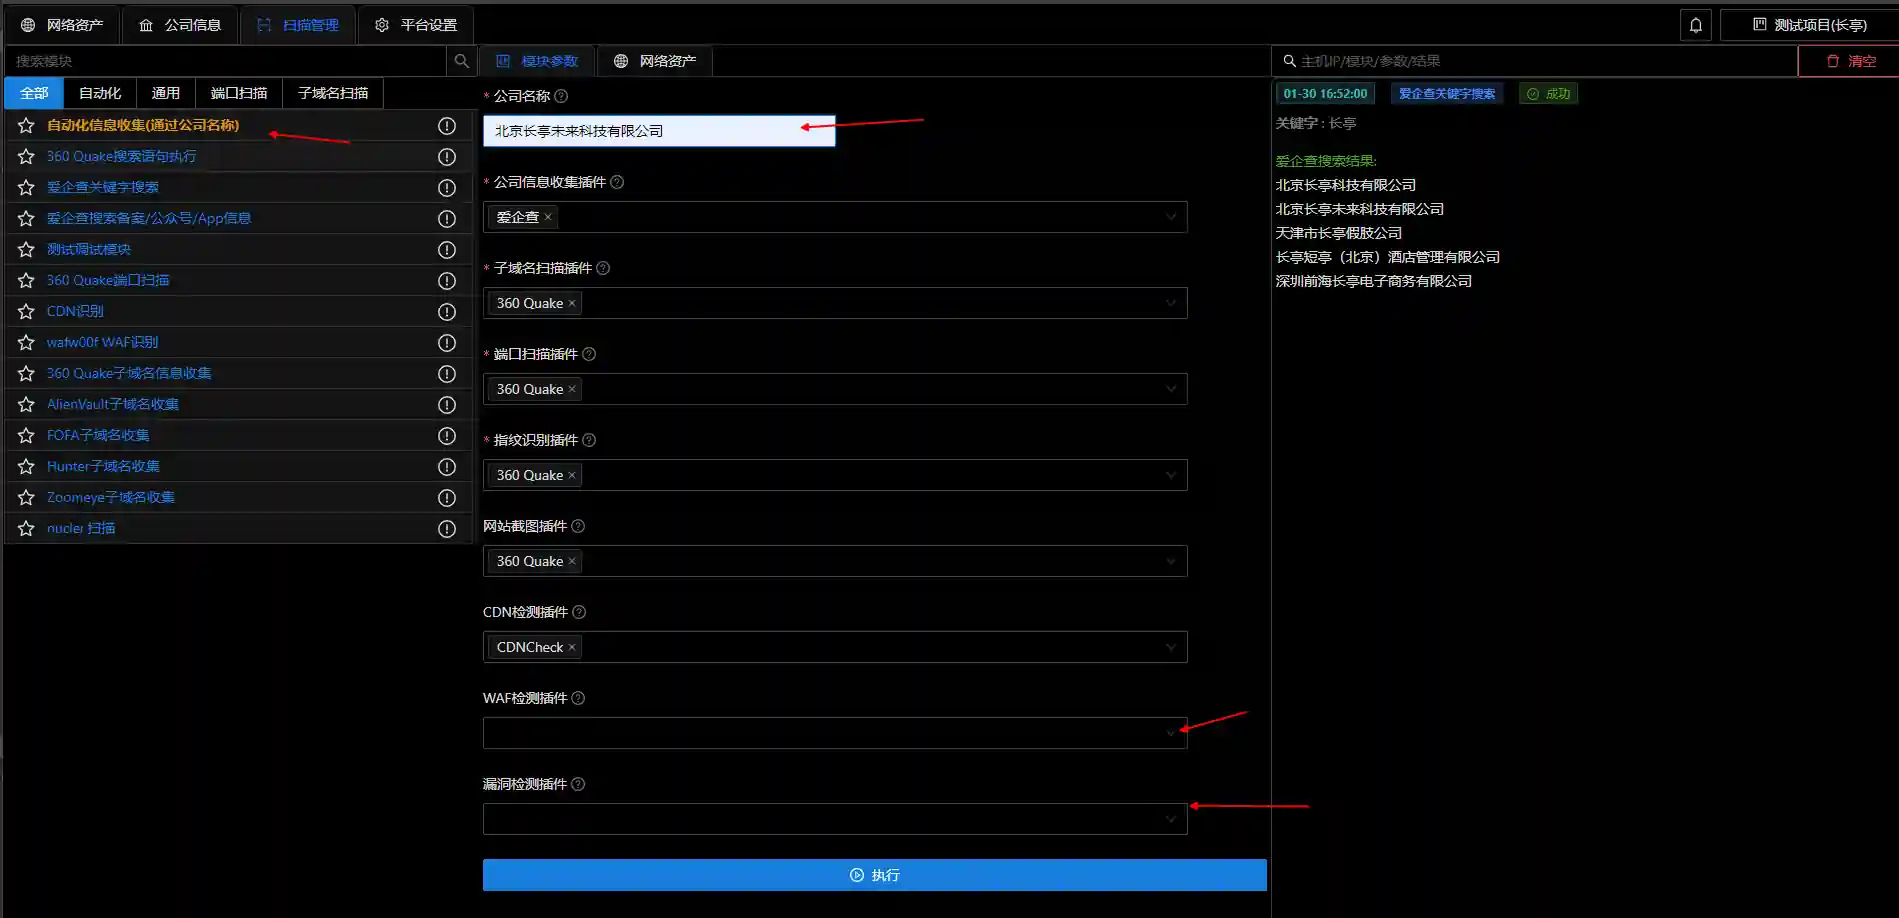 网络资产
公司信息
扫描管理
平台设置
测试项目(长亭)
搜索模块
模块参数
网络资产
主机IP/模块/参数/结果
清空
全部
自动化
通用
端口扫描
子域名扫描
自动化信息收集(通过公司名称)
360 Quake搜索语句执行
爱企查关键字搜索
爱企查搜索备案/公众号/App信息
测试调试模块
360 Quake端口扫描
CDN识别
wafw00f WAF识别
360 Quake子域名信息收集
AlienVault子域名收集
FOFA子域名收集
Hunter子域名收集
Zoomeye子域名收集
nuclei 扫描
* 公司名称
北京长亭未来科技有限公司
* 公司信息收集插件
爱企查 ×
* 子域名扫描插件
360 Quake ×
* 端口扫描插件
360 Quake ×
* 指纹识别插件
360 Quake ×
网站截图插件
360 Quake ×
CDN检测插件
CDNCheck ×
WAF检测插件
漏洞检测插件
执行
01-30 16:52:00 爱企查关键字搜索 成功
关键字 : 长亭
爱企查搜索结果:
北京长亭科技有限公司
北京长亭未来科技有限公司
天津市长亭假肢公司
长亭短亭（北京）酒店管理有限公司
深圳前海长亭电子商务有限公司